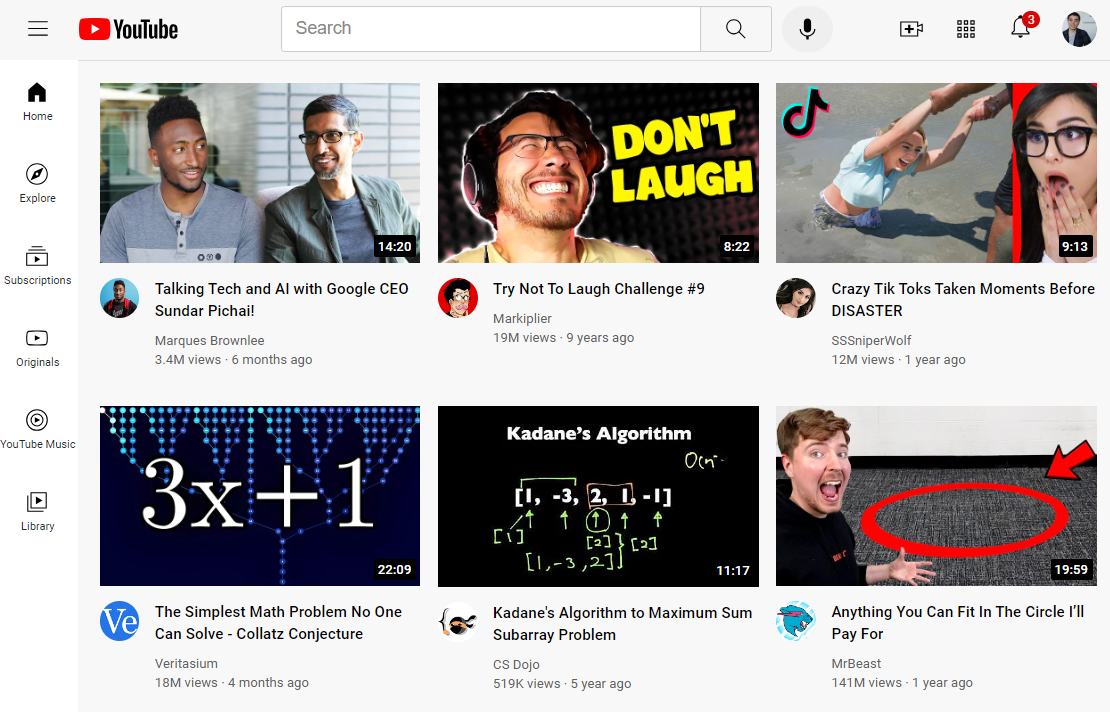 YouTube
Search
3
Home
Explore
Subscriptions
Originals
YouTube Music
Library
14:20
Talking Tech and AI with Google CEO
Sundar Pichai!
Marques Brownlee
3.4M views · 6 months ago
DON'T
LAUGH
8:22
Try Not To Laugh Challenge #9
Markiplier
19M views · 9 years ago
9:13
Crazy Tik Toks Taken Moments Before
DISASTER
SSSniperWolf
12M views · 1 year ago
3x+1
22:09
Ve
The Simplest Math Problem No One
Can Solve - Collatz Conjecture
Veritasium
18M views · 4 months ago
Kadane's Algorithm
[1, -3, 2, 1, -1]
[1]
[2]
[2]
[1, -3, 2]
11:17
Kadane's Algorithm to Maximum Sum
Subarray Problem
CS Dojo
519K views · 5 year ago
19:59
Anything You Can Fit In The Circle I'll
Pay For
MrBeast
141M views · 1 year ago